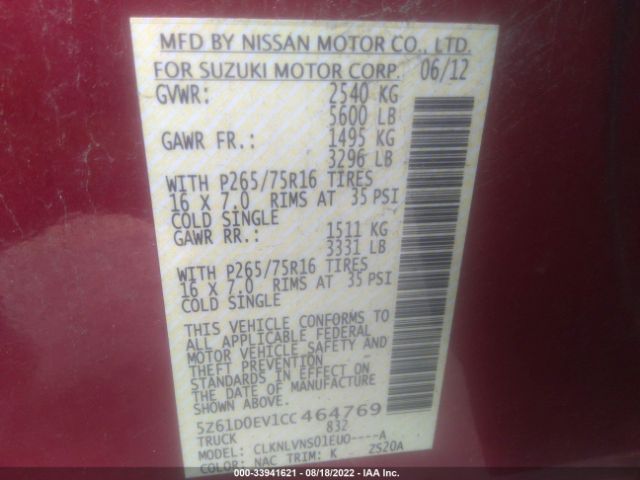 MFD BY NISSAN MOTOR CO., LTD.
FOR SUZUKI MOTOR CORP. 06/12
GVWR: 2540 KG
5600 LB
GAWR FR.: 1495 KG
3296 LB
WITH P265/75R16 TIRES
16 X 7.0 RIMS AT 35 PSI
COLD SINGLE
GAWR RR.: 1511 KG
3331 LB
WITH P265/75R16 TIRES
16 X 7.0 RIMS AT 35 PSI
COLD SINGLE
THIS VEHICLE CONFORMS TO
ALL APPLICABLE FEDERAL
MOTOR VEHICLE SAFETY AND
THEFT PREVENTION
STANDARDS IN EFFECT ON
THE DATE OF MANUFACTURE
SHOWN ABOVE.
5Z61D0EV1CC464769
TRUCK 832
MODEL: CLKNLVNS01EU0----A
COLOR: NAC TRIM: K ZS20A
000-33941621 - 08/18/2022 - IAA Inc.